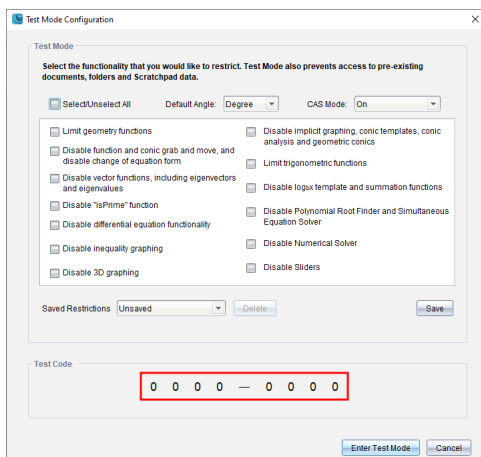 Test Mode Configuration
Test Mode
Select the functionality that you would like to restrict. Test Mode also prevents access to pre-existing
documents, folders and Scratchpad data.
Select/Unselect All Default Angle: Degree CAS Mode: On
Limit geometry functions
Disable function and conic grab and move, and
disable change of equation form
Disable vector functions, including eigenvectors
and eigenvalues
Disable "isPrime" function
Disable differential equation functionality
Disable inequality graphing
Disable 3D graphing
Disable implicit graphing, conic templates, conic
analysis and geometric conics
Limit trigonometric functions
Disable logxx template and summation functions
Disable Polynomial Root Finder and Simultaneous
Equation Solver
Disable Numerical Solver
Disable Sliders
Saved Restrictions Unsaved Delete Save
Test Code
0 0 0 0 — 0 0 0 0
Enter Test Mode Cancel